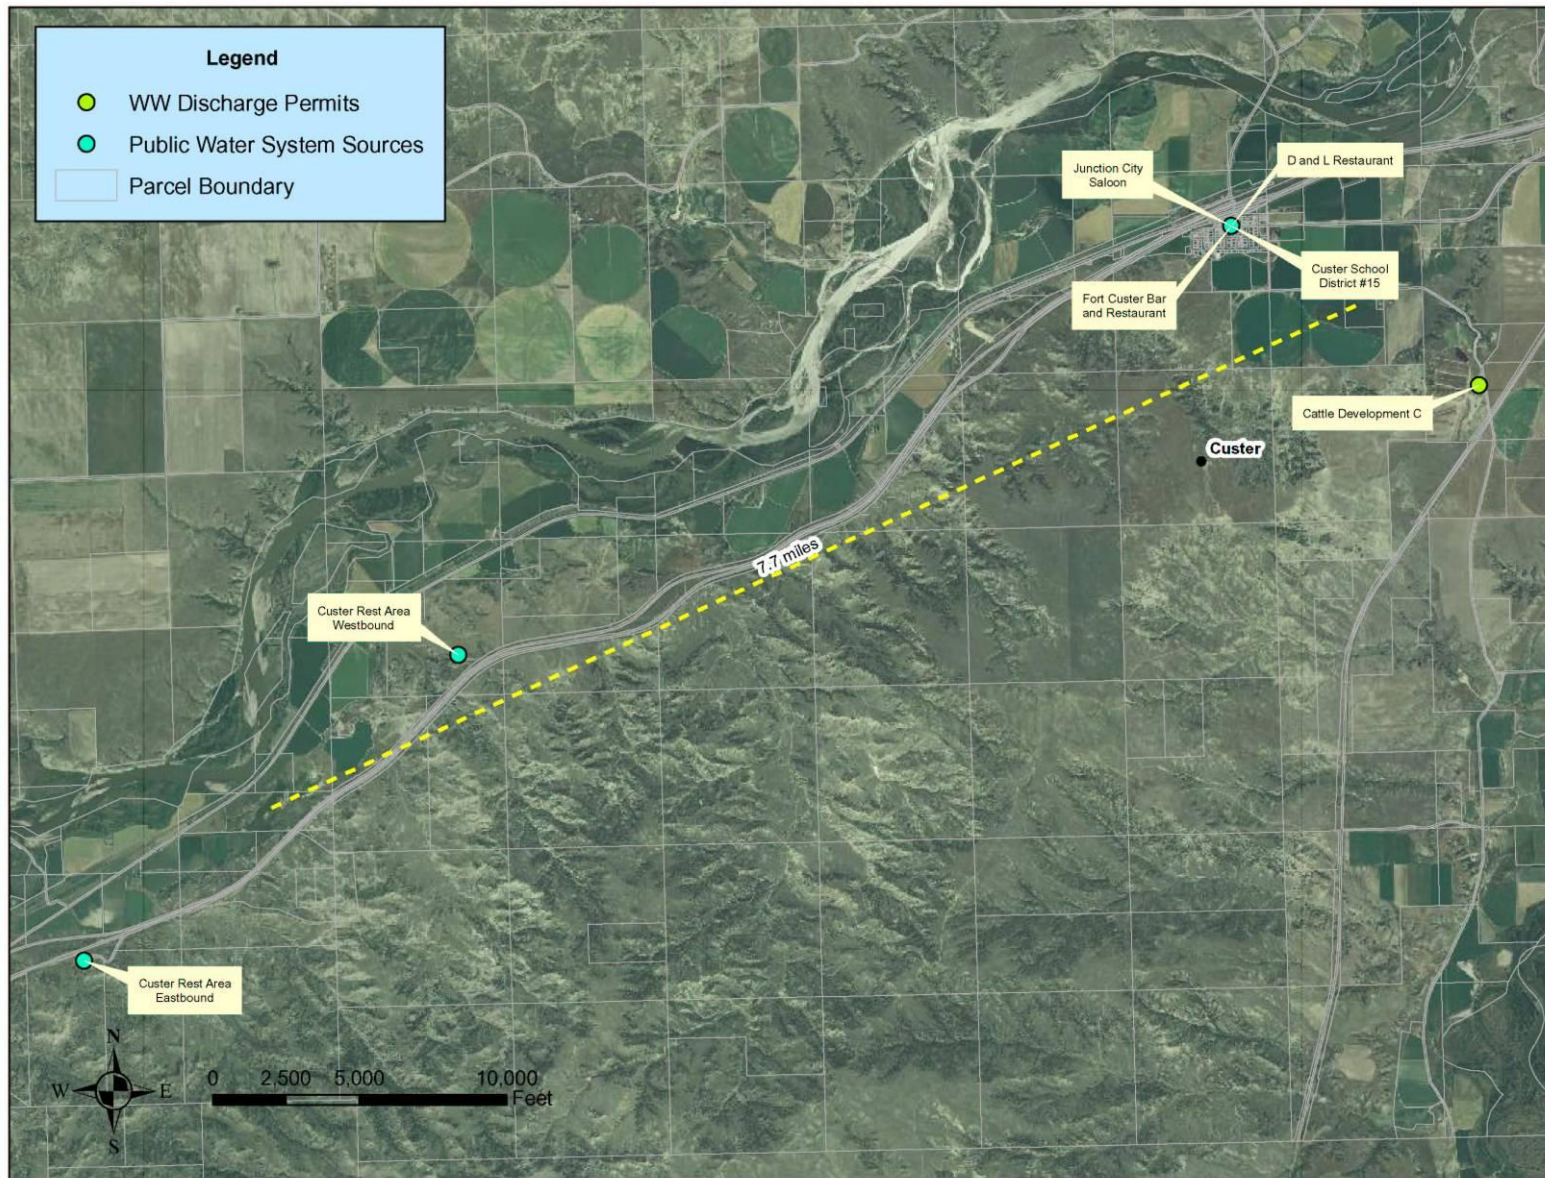 Legend
WW Discharge Permits
Public Water System Sources
Parcel Boundary
Junction City
Saloon
D and L Restaurant
Custer School
District #15
Fort Custer Bar
and Restaurant
Cattle Development C
Custer
7.7 miles
Custer Rest Area
Westbound
Custer Rest Area
Eastbound
N
W E
S
0 2,500 5,000 10,000
Feet